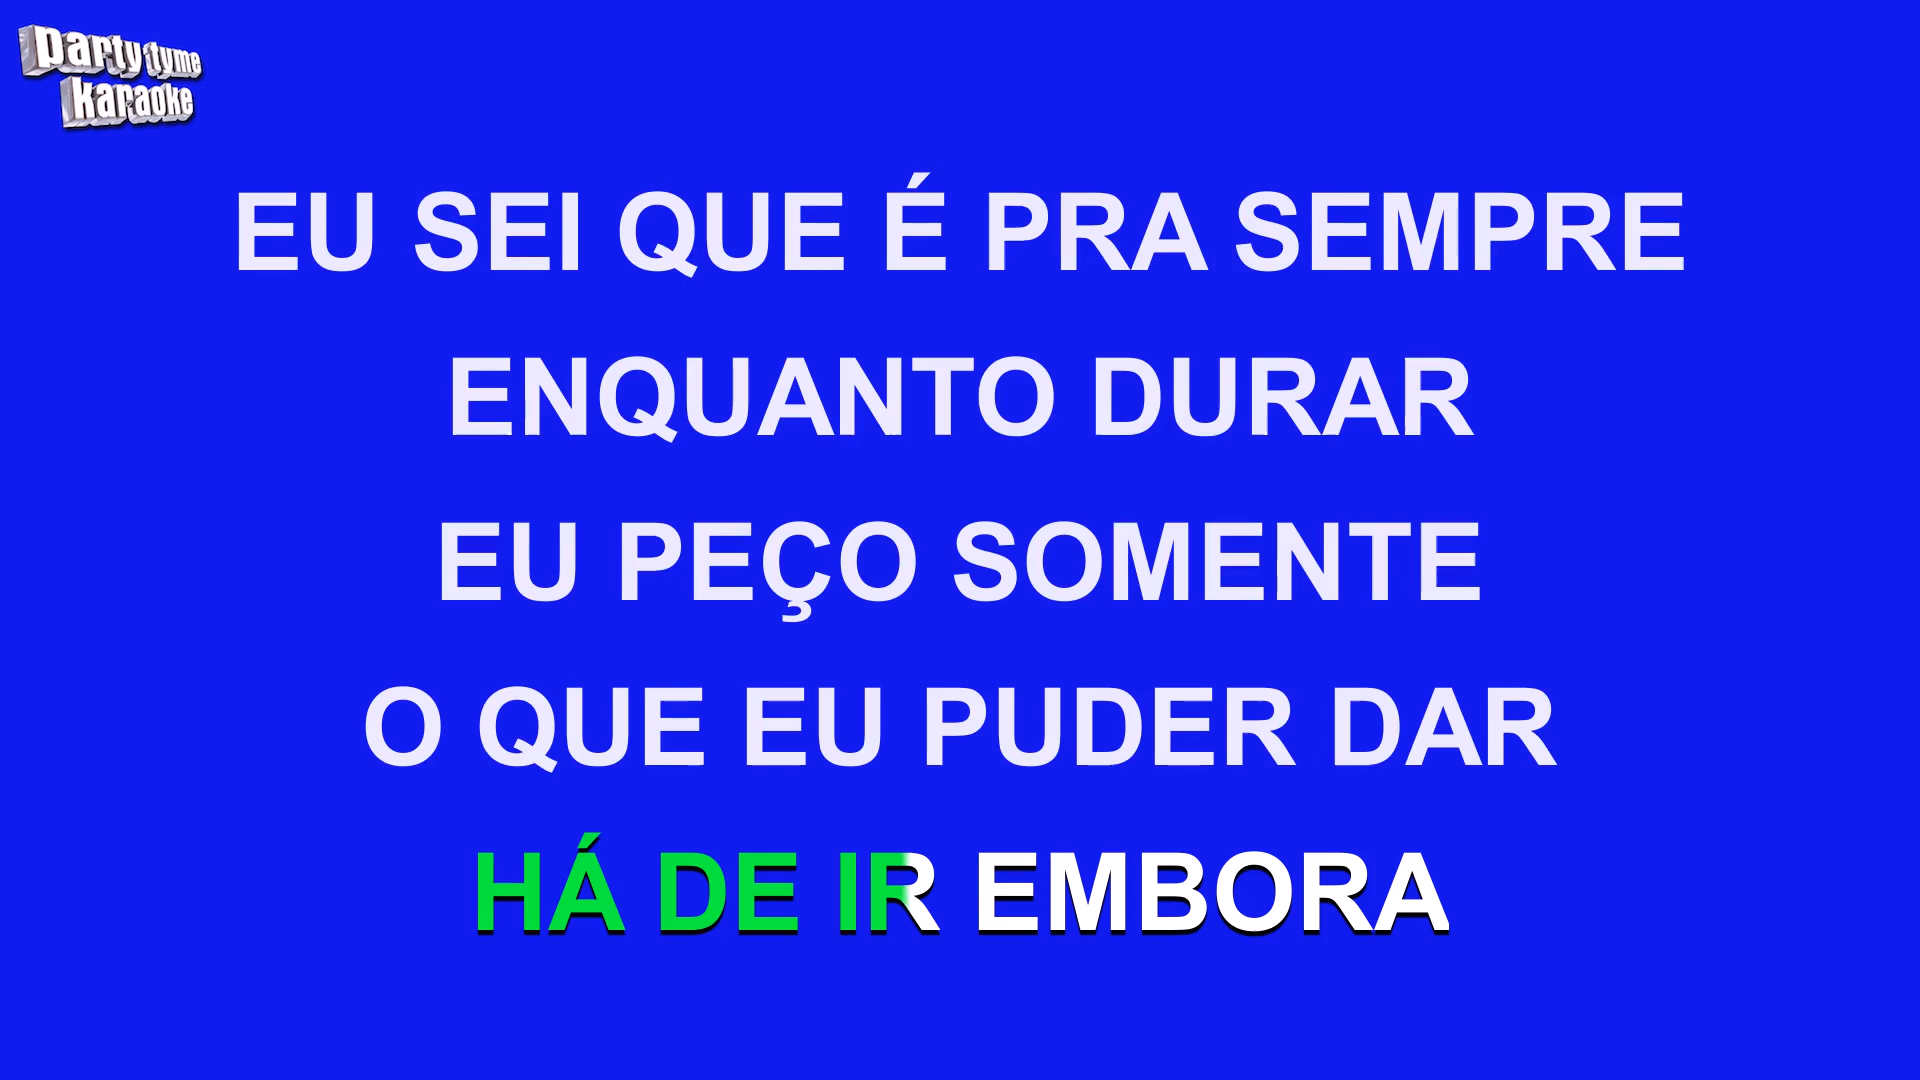 party tyme
karaoke
EU SEI QUE É PRA SEMPRE
ENQUANTO DURAR
EU PEÇO SOMENTE
O QUE EU PUDER DAR
HÁ DE IR EMBORA